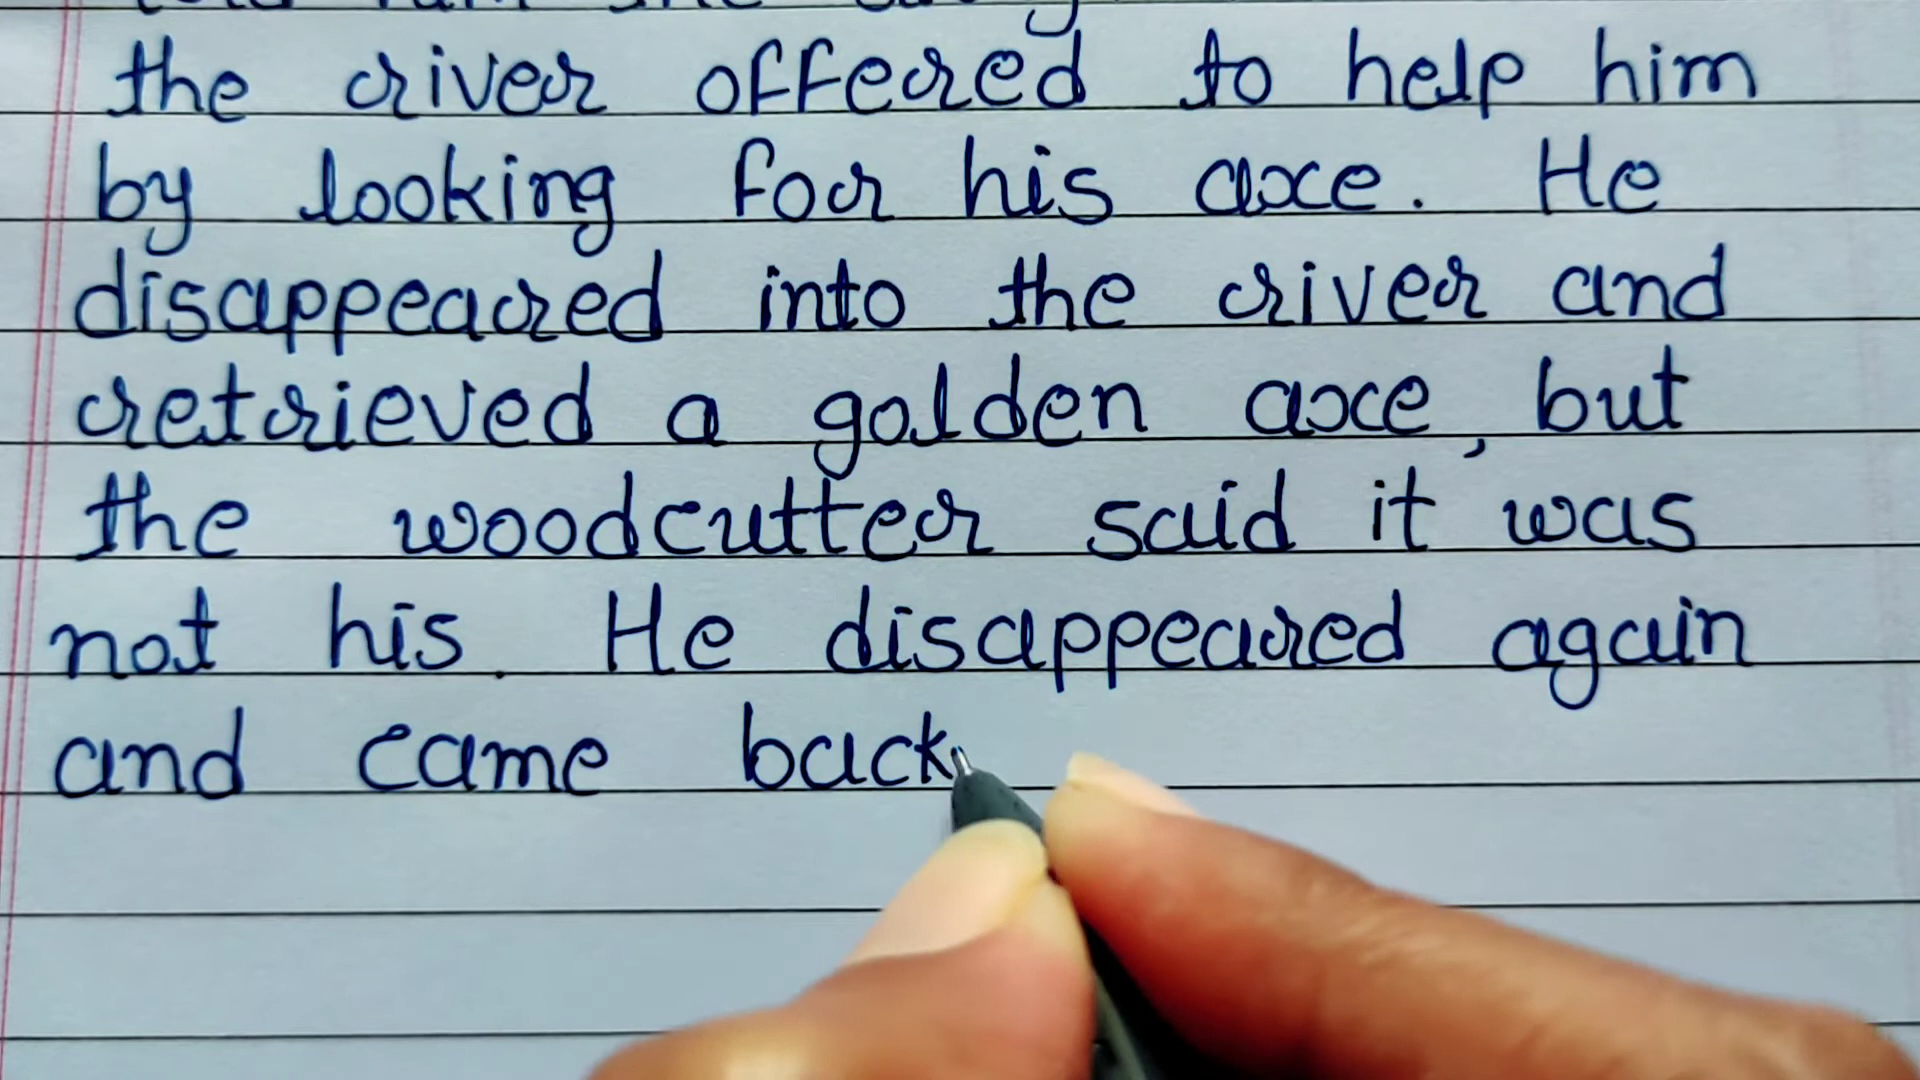 the river offered to help him
by looking for his axe. He
disappeared into the river and
retrieved a golden axe, but
the woodcutter said it was
not his. He disappeared again
and came back